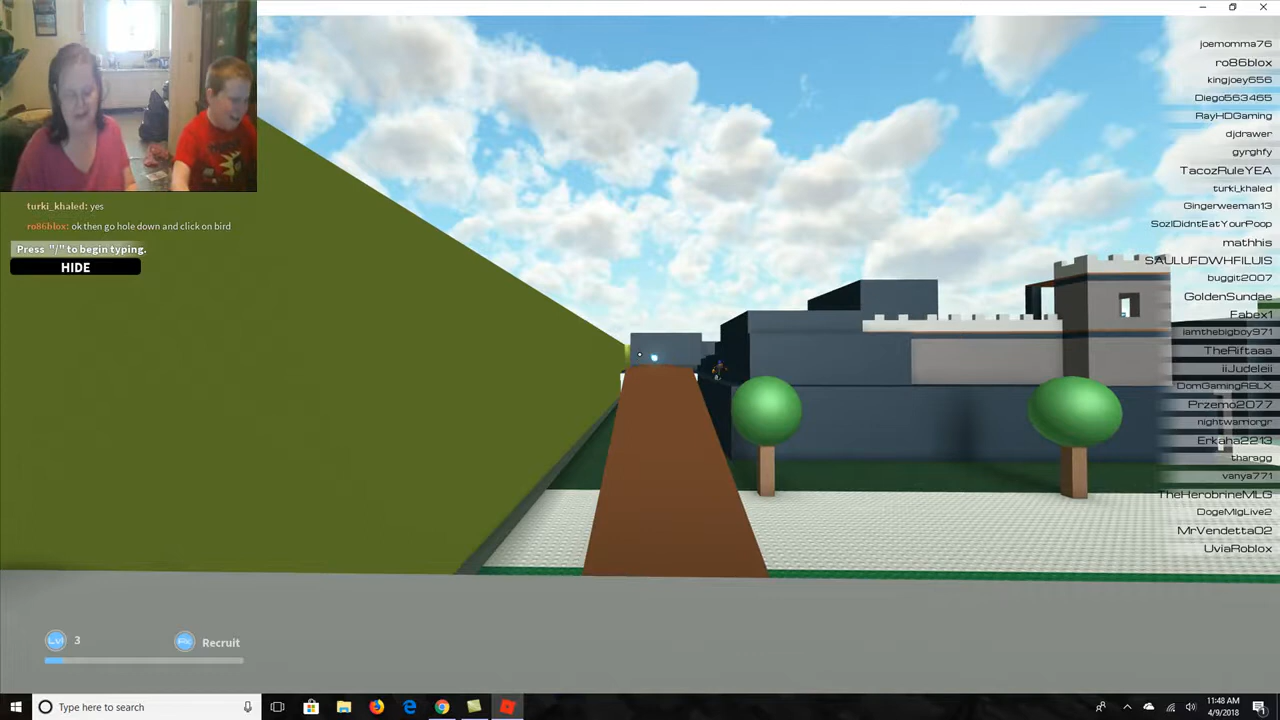 turki_khaled: yes
ro86blox: ok then go hole down and click on bird
Press "/" to begin typing.
HIDE
joemomma76
ro86blox
kingjoey656
Diego563465
RayHDGaming
djdrawer
gyrghfy
TacozRuleYEA
turki_khaled
Gingerweeman13
SozIDidntEatYourPoop
mathhis
SAULUFDWHFILUIS
buggit2007
GoldenSundae
Fabex1
iamthebigboy971
TheRiftaaa
iiJudeleii
DomGamingRBLX
Przemo2077
nightwarriorgr
Erkaha2213
tharagg
vanya771
TheHerobrineMLG
DogeMlgLive2
MrVendetta02
UviaRoblox
Lvl 3
Recruit
Type here to search
11:48 AM
4/9/2018